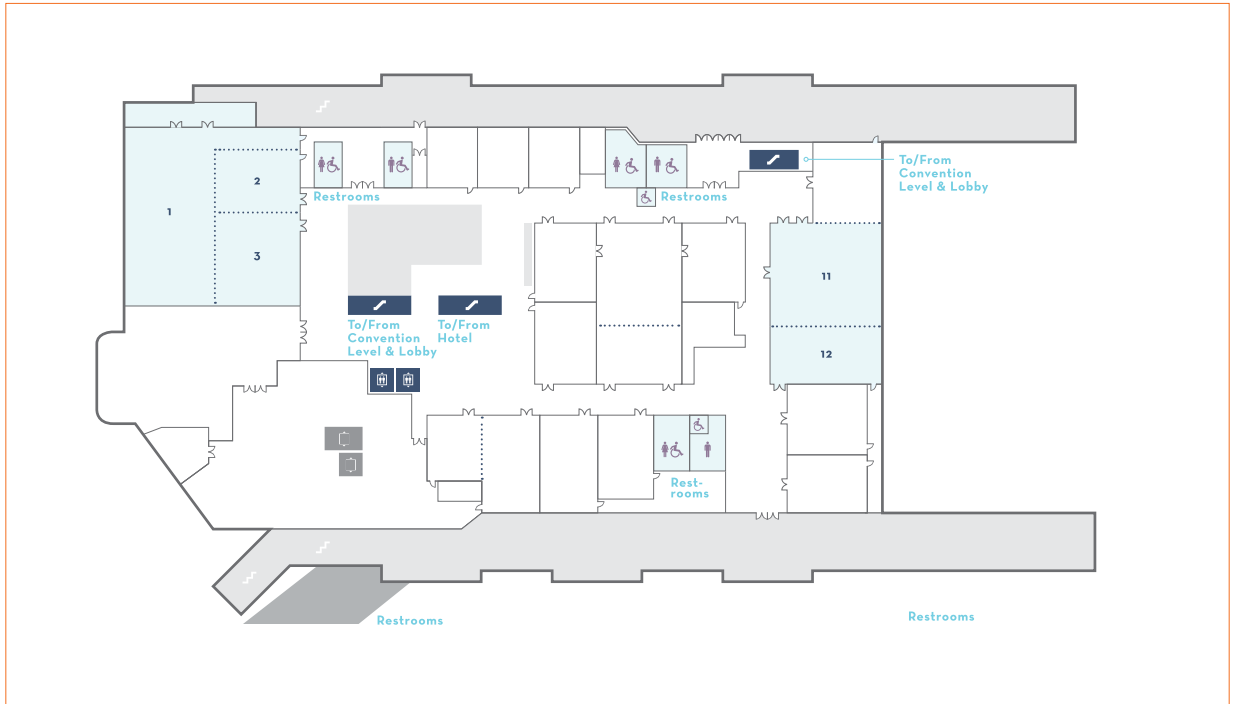 To/From
Convention
Level & Lobby
2
1
Restrooms
Restrooms
3
11
To/From
Convention
Level & Lobby
To/From
Hotel
12
Rest-
rooms
Restrooms
Restrooms